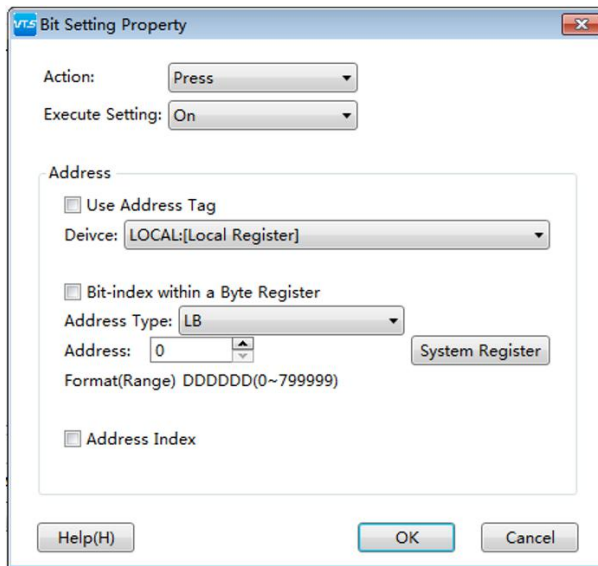 VT5 Bit Setting Property
Action: Press
Execute Setting: On
Address
Use Address Tag
Deivce: LOCAL:[Local Register]
Bit-index within a Byte Register
Address Type: LB
Address: 0
System Register
Format(Range) DDDDDD(0~799999)
Address Index
Help(H) OK Cancel